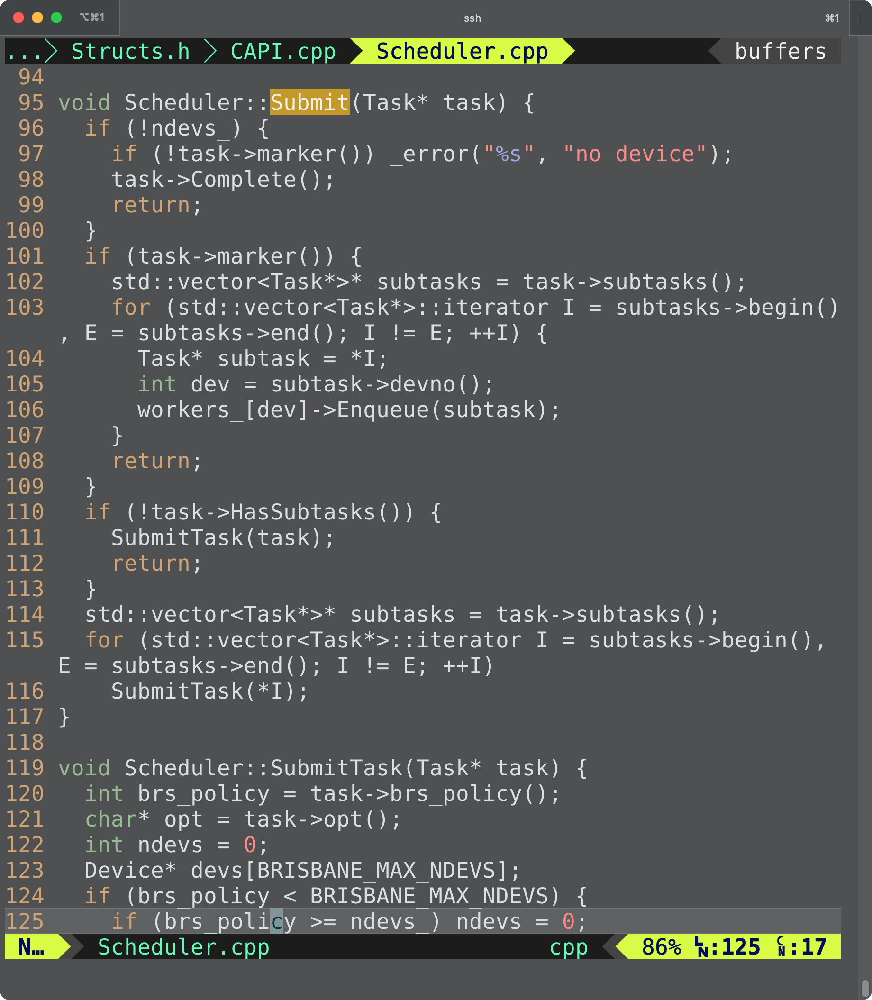 ⌥⌘1 ssh ⌘1 +
... Structs.h CAPI.cpp Scheduler.cpp buffers
94
95 void Scheduler::Submit(Task* task) {
96   if (!ndevs_) {
97     if (!task->marker()) _error("%s", "no device");
98     task->Complete();
99     return;
100   }
101   if (task->marker()) {
102     std::vector<Task*>* subtasks = task->subtasks();
103     for (std::vector<Task*>::iterator I = subtasks->begin()
, E = subtasks->end(); I != E; ++I) {
104       Task* subtask = *I;
105       int dev = subtask->devno();
106       workers_[dev]->Enqueue(subtask);
107     }
108     return;
109   }
110   if (!task->HasSubtasks()) {
111     SubmitTask(task);
112     return;
113   }
114   std::vector<Task*>* subtasks = task->subtasks();
115   for (std::vector<Task*>::iterator I = subtasks->begin(),
E = subtasks->end(); I != E; ++I)
116     SubmitTask(*I);
117 }
118
119 void Scheduler::SubmitTask(Task* task) {
120   int brs_policy = task->brs_policy();
121   char* opt = task->opt();
122   int ndevs = 0;
123   Device* devs[BRISBANE_MAX_NDEVS];
124   if (brs_policy < BRISBANE_MAX_NDEVS) {
125     if (brs_policy >= ndevs_) ndevs = 0;
N… Scheduler.cpp cpp 86% LN:125 CN:17